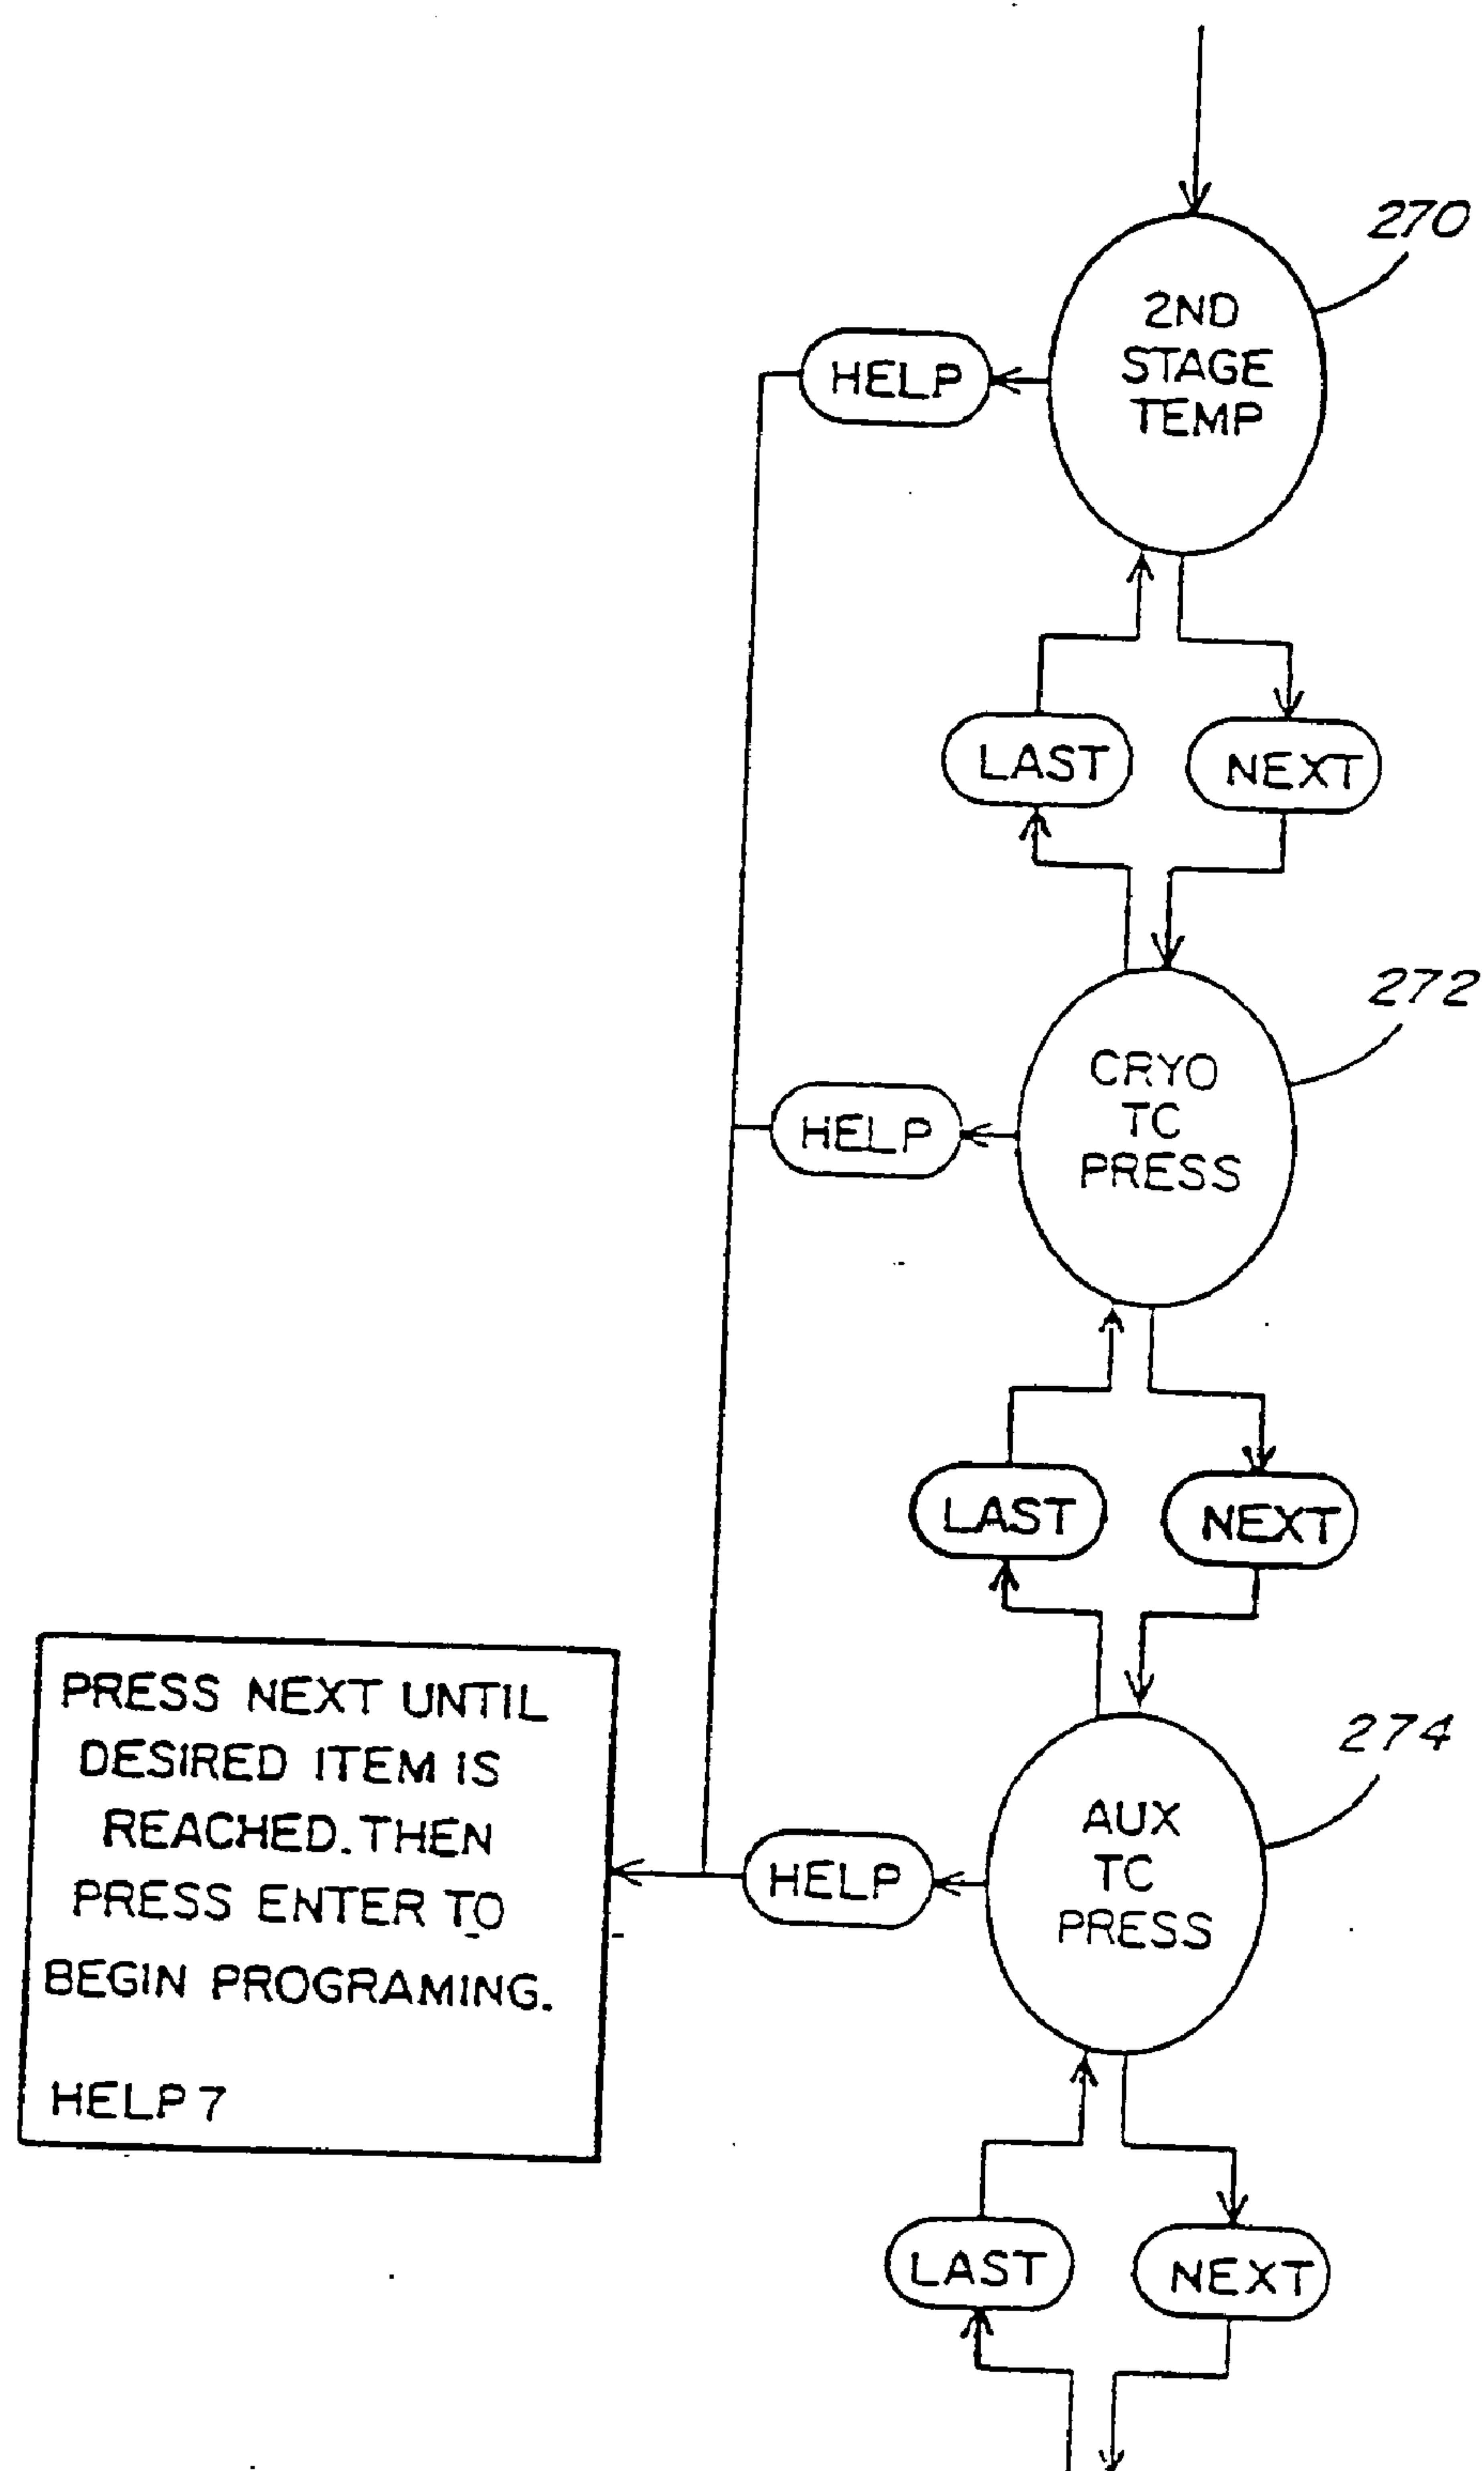 270
2ND
STAGE
TEMP
HELP
LAST
NEXT
272
CRYO
TC
PRESS
HELP
LAST
NEXT
274
AUX
TC
PRESS
HELP
PRESS NEXT UNTIL
DESIRED ITEM IS
REACHED. THEN
PRESS ENTER TO
BEGIN PROGRAMING.
HELP 7
LAST
NEXT